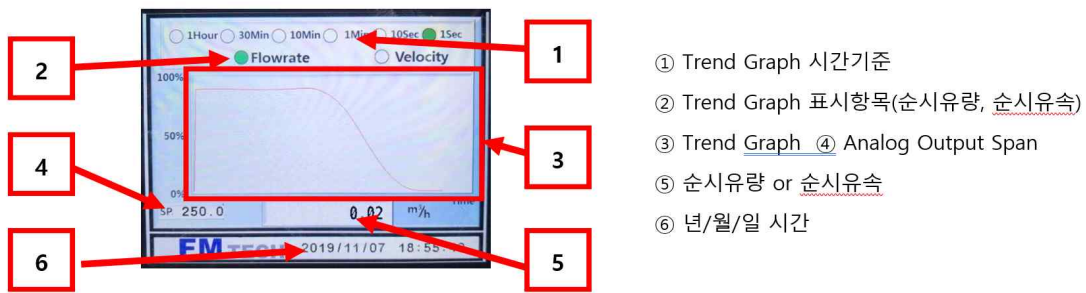 1Hour 30Min 10Min 1Min 10Sec 1Sec
Flowrate Velocity
100%
50%
0%
Time
SP. 250.0
0.02 m³/h
EMTECH 2019/11/07 18:55
1
2
3
4
5
6
① Trend Graph 시간기준
② Trend Graph 표시항목(순시유량, 순시유속)
③ Trend Graph ④ Analog Output Span
⑤ 순시유량 or 순시유속
⑥ 년/월/일 시간